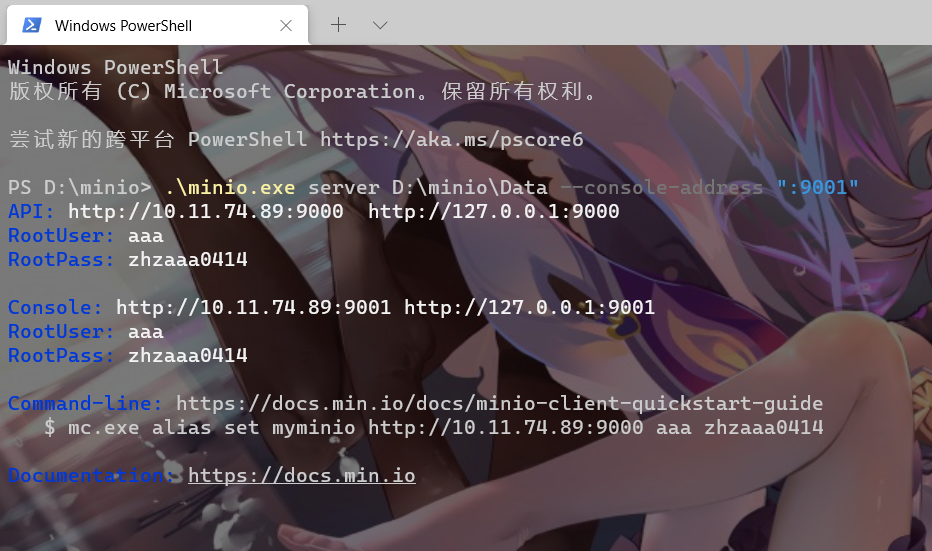 Windows PowerShell
Windows PowerShell
版权所有 (C) Microsoft Corporation。保留所有权利。
尝试新的跨平台 PowerShell https://aka.ms/pscore6
PS D:\minio> .\minio.exe server D:\minio\Data --console-address ":9001"
API: http://10.11.74.89:9000  http://127.0.0.1:9000
RootUser: aaa
RootPass: zhzaaa0414
Console: http://10.11.74.89:9001 http://127.0.0.1:9001
RootUser: aaa
RootPass: zhzaaa0414
Command-line: https://docs.min.io/docs/minio-client-quickstart-guide
$ mc.exe alias set myminio http://10.11.74.89:9000 aaa zhzaaa0414
Documentation: https://docs.min.io